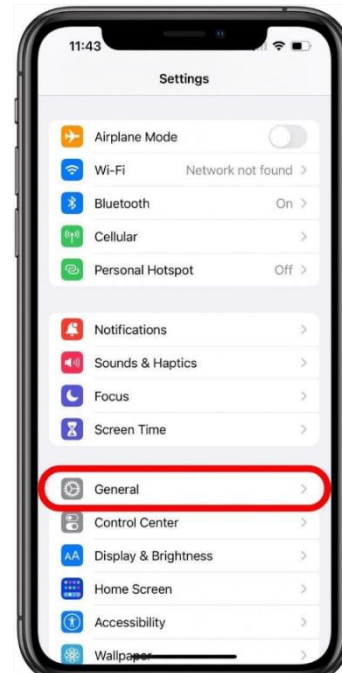 11:43
Settings
Airplane Mode
Wi-Fi Network not found
Bluetooth On
Cellular
Personal Hotspot Off
Notifications
Sounds & Haptics
Focus
Screen Time
General
Control Center
AA Display & Brightness
Home Screen
Accessibility
Wallpaper